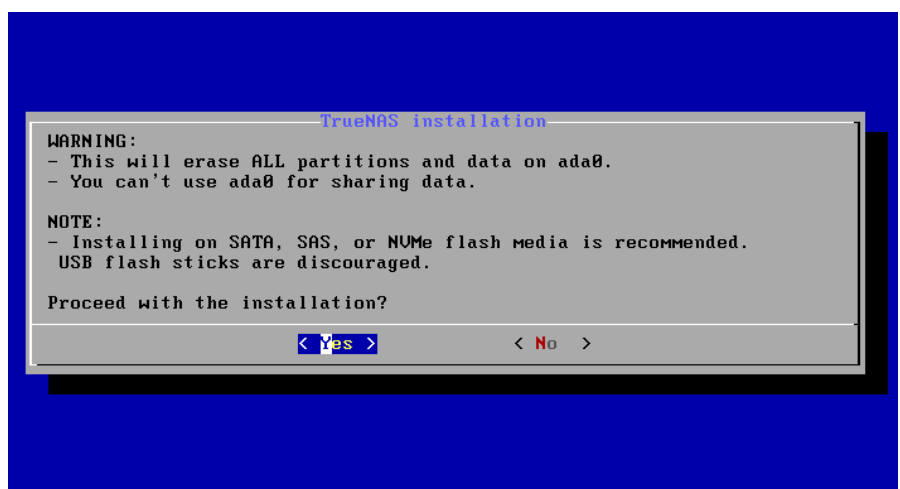 TrueNAS installation
WARNING:
- This will erase ALL partitions and data on ada0.
- You can't use ada0 for sharing data.
NOTE:
- Installing on SATA, SAS, or NVMe flash media is recommended.
USB flash sticks are discouraged.
Proceed with the installation?
< Yes > < No >